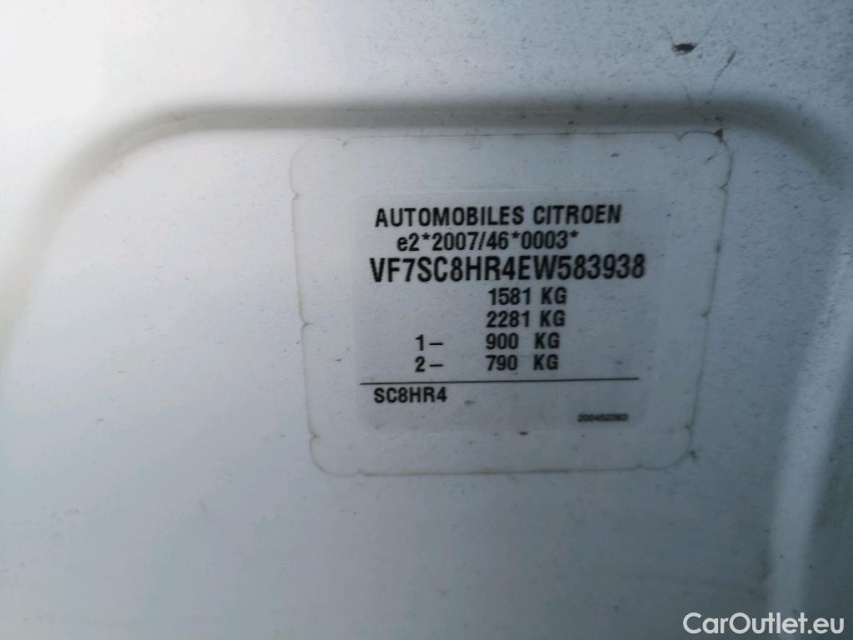 AUTOMOBILES CITROEN
e2*2007/46*0003*
VF7SC8HR4EW583938
1581 KG
2281 KG
1– 900 KG
2– 790 KG
SC8HR4
CarOutlet.eu